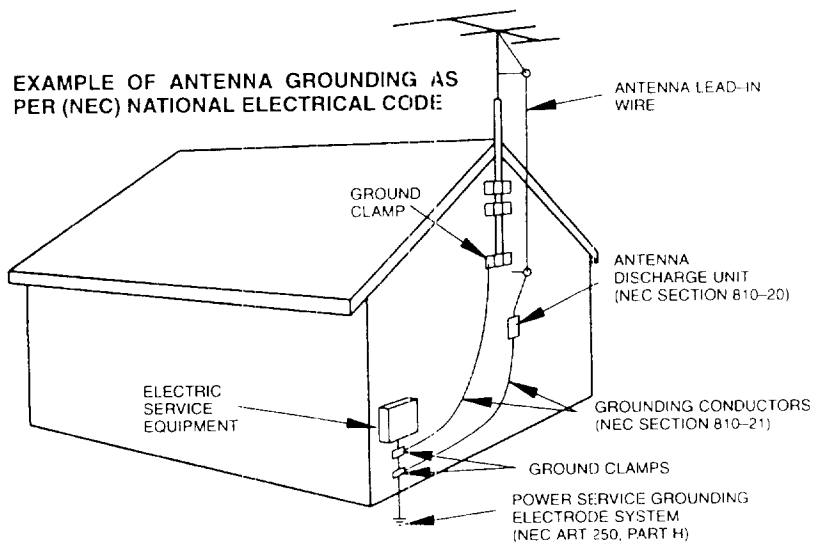 EXAMPLE OF ANTENNA GROUNDING AS
PER (NEC) NATIONAL ELECTRICAL CODE
ANTENNA LEAD-IN
WIRE
GROUND
CLAMP
ANTENNA
DISCHARGE UNIT
(NEC SECTION 810-20)
ELECTRIC
SERVICE
EQUIPMENT
GROUNDING CONDUCTORS
(NEC SECTION 810-21)
GROUND CLAMPS
POWER SERVICE GROUNDING
ELECTRODE SYSTEM
(NEC ART 250, PART H)